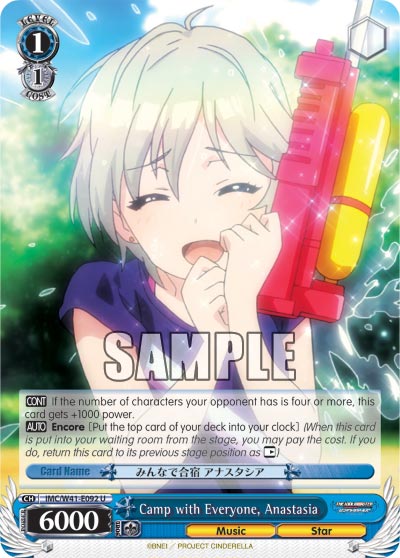 LEVEL
1
1
COST
SAMPLE
CONT If the number of characters your opponent has is four or more, this
card gets +1000 power.
AUTO Encore [Put the top card of your deck into your clock] (When this card
is put into your waiting room from the stage, you may pay the cost. If you
do, return this card to its previous stage position as
Card Name みんなで合宿 アナスタシア
CH IMC/W41-E092 U
Camp with Everyone, Anastasia
THE IDOLM@STER
POWER 6000
Music Star
©BNEI / PROJECT CINDERELLA